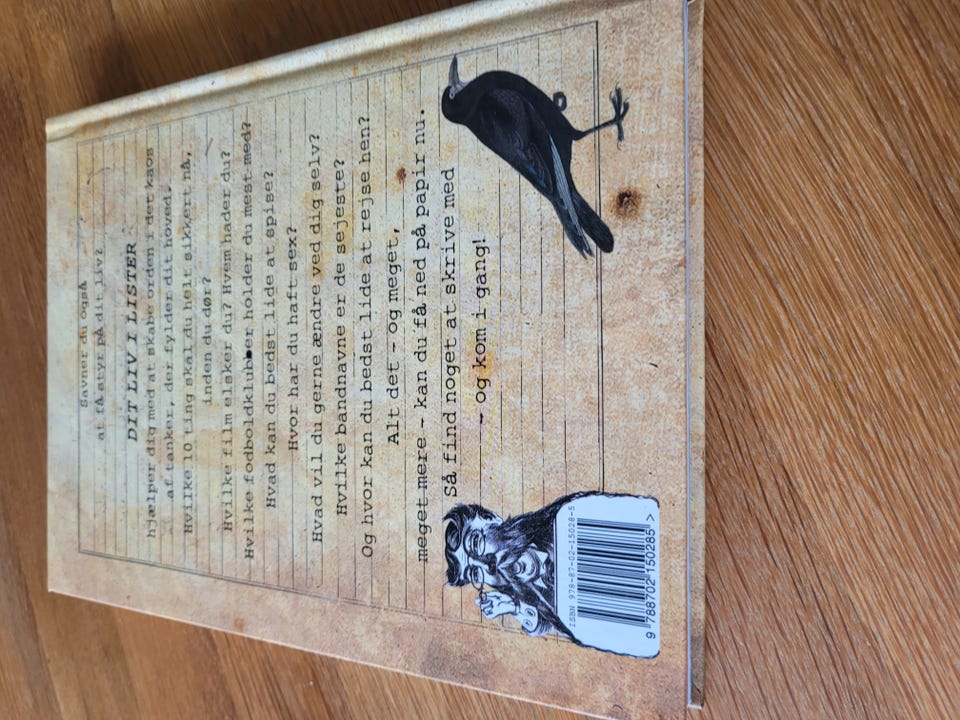 Savner du også
at få styr på dit liv?
DIT LIV I LISTER
hjælper dig med at skabe orden i det kaos
af tanker, der fylder dit hoved.
Hvilke 10 ting skal du helt sikkert nå,
inden du dør?
Hvilke film elsker du? Hvem hader du?
Hvilke fodboldklubber holder du mest med?
Hvad kan du bedst lide at spise?
Hvor har du haft sex?
Hvad vil du gerne ændre ved dig selv?
Hvilke bandnavne er de sejeste?
Og hvor kan du bedst lide at rejse hen?
Alt det - og meget,
meget mere - kan du få ned på papir nu.
Så find noget at skrive med
- og kom i gang!
ISBN 978-87-02-15028-5
9 788702 150285 >